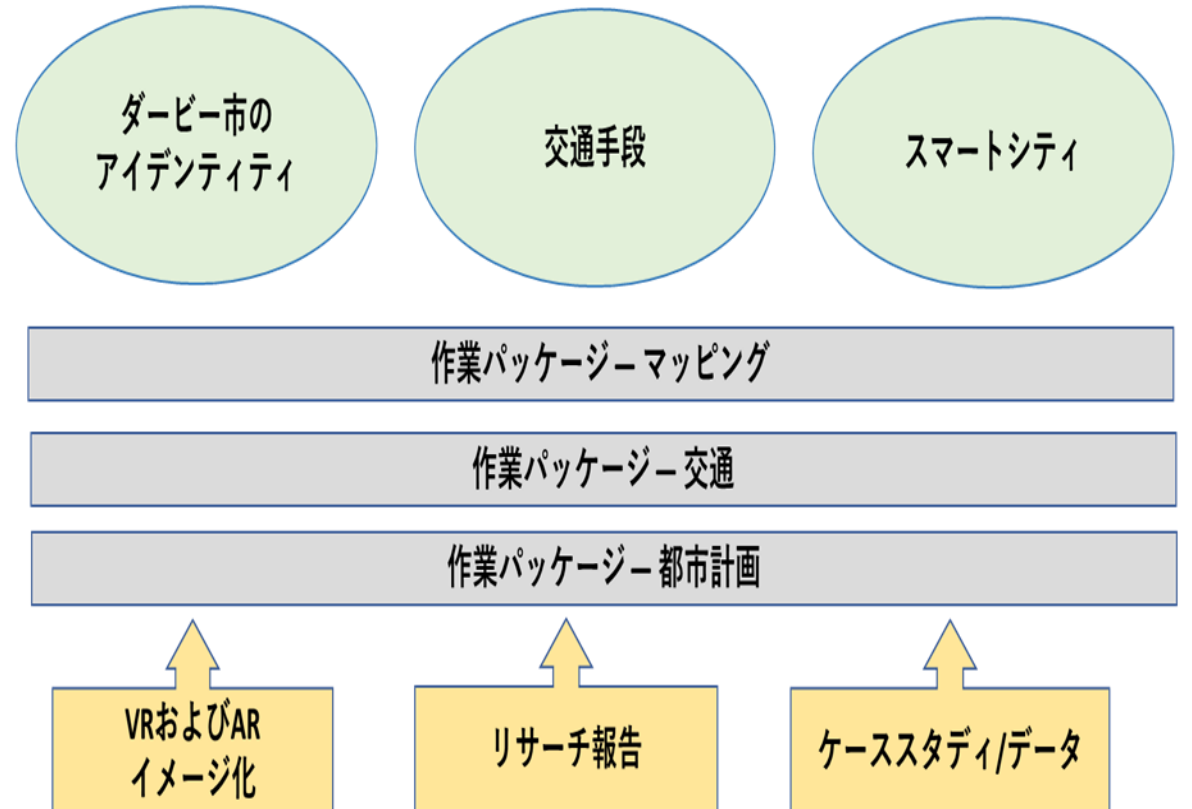 ダービー市の
アイデンティティ
交通手段
スマートシティ
作業パッケージ – マッピング
作業パッケージ – 交通
作業パッケージ – 都市計画
VRおよびAR
イメージ化
リサーチ報告
ケーススタディ/データ